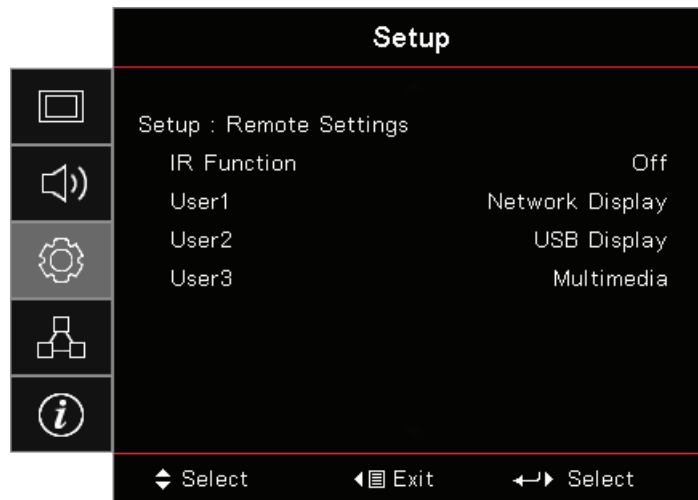 Setup
Setup : Remote Settings
IR Function Off
User1 Network Display
User2 USB Display
User3 Multimedia
Select Exit Select